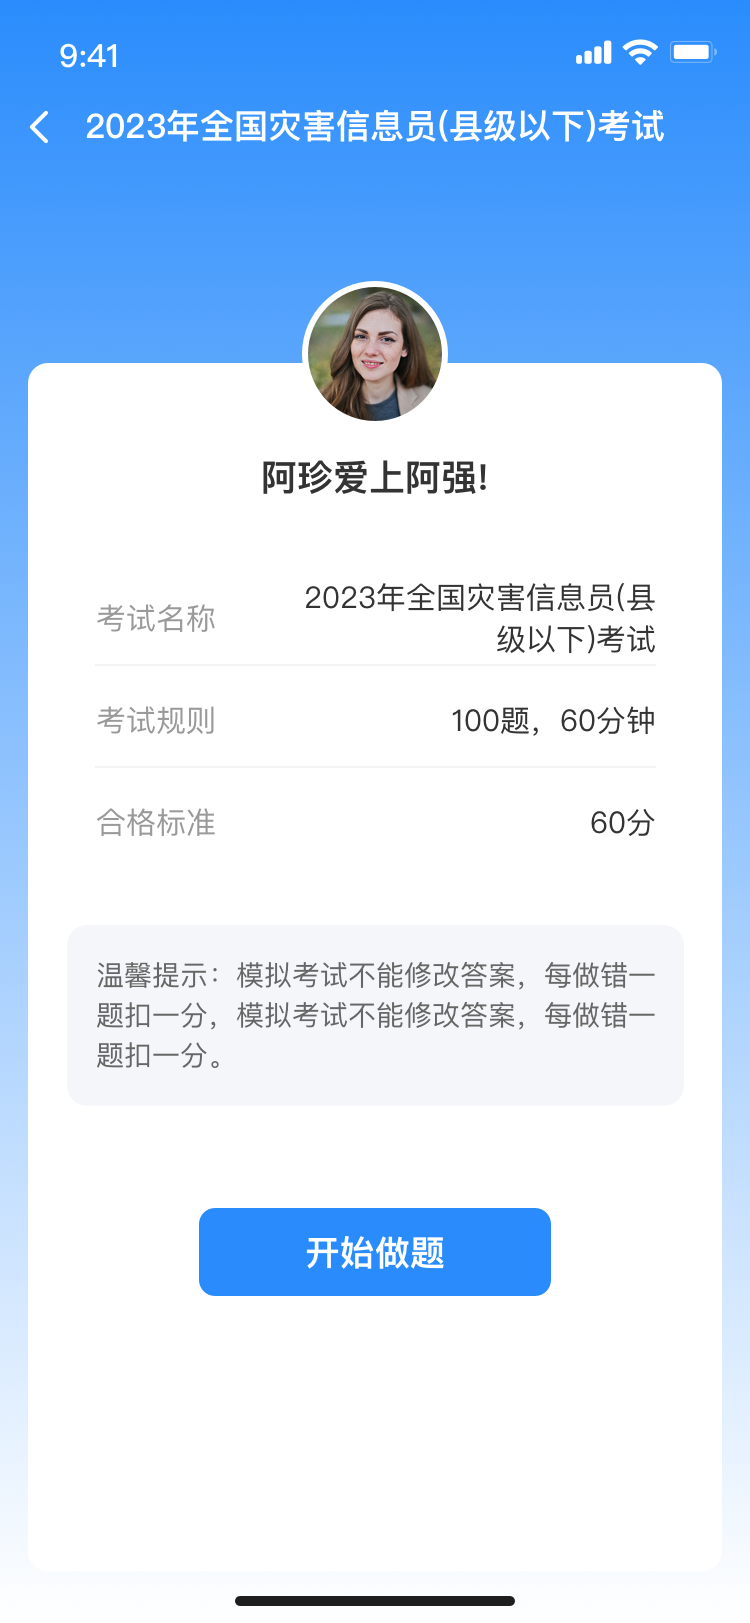 9:41
2023年全国灾害信息员(县级以下)考试
阿珍爱上阿强!
考试名称
2023年全国灾害信息员(县
级以下)考试
考试规则
100题，60分钟
合格标准
60分
温馨提示：模拟考试不能修改答案，每做错一
题扣一分，模拟考试不能修改答案，每做错一
题扣一分。
开始做题